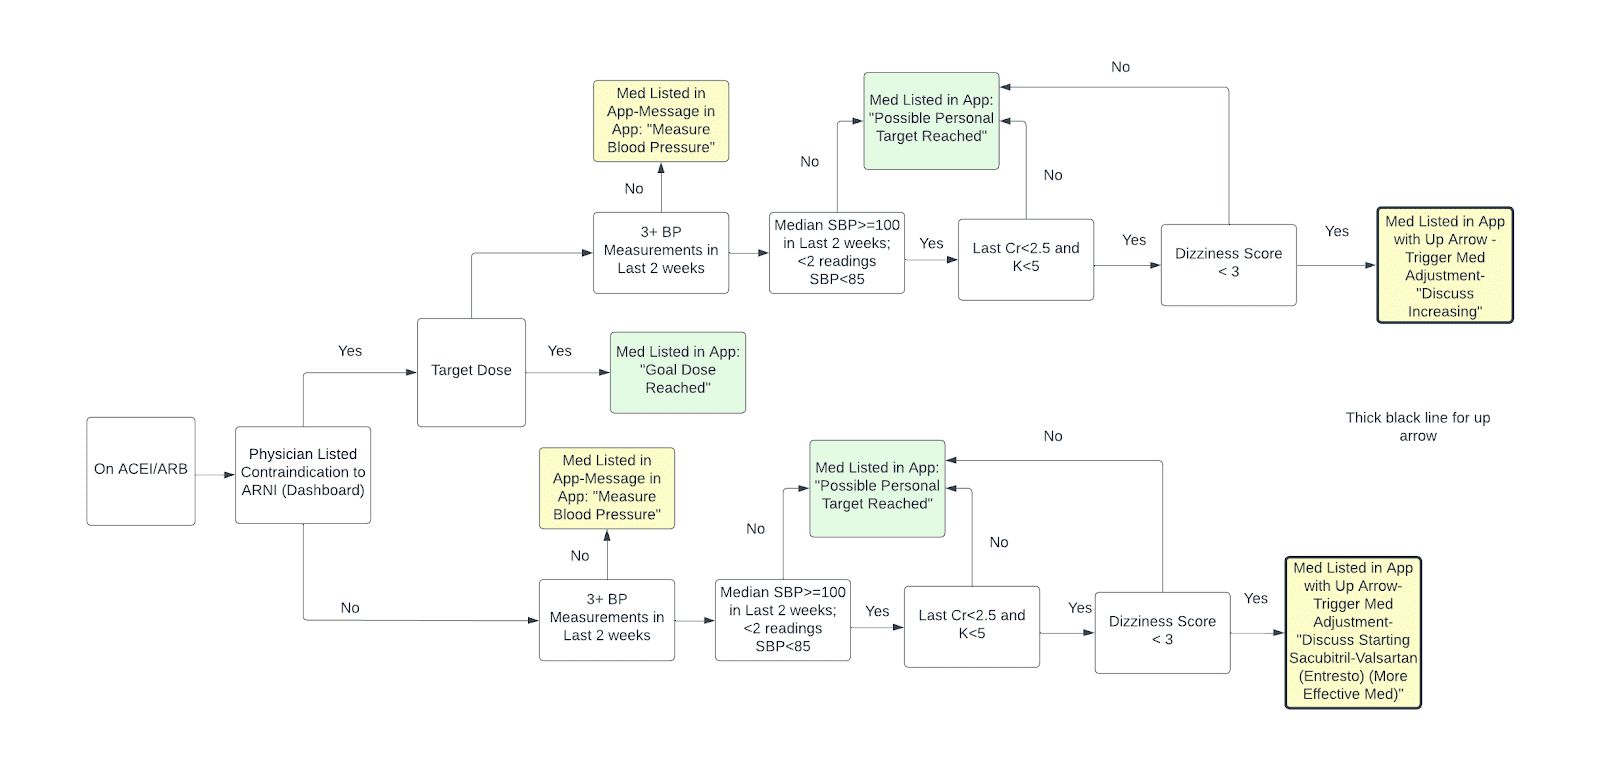 No
Med Listed in
App-Message in
App: "Measure
Blood Pressure"
Med Listed in App:
"Possible Personal
Target Reached"
No
No
No
3+ BP
Measurements in
Last 2 weeks
Median SBP>=100
in Last 2 weeks;
<2 readings
SBP<85
Yes
Last Cr<2.5 and
K<5
Yes
Dizziness Score
< 3
Yes
Med Listed in App
with Up Arrow -
Trigger Med
Adjustment-
"Discuss
Increasing"
Yes
Target Dose
Yes
Med Listed in App:
"Goal Dose
Reached"
On ACEI/ARB
Physician Listed
Contraindication to
ARNI (Dashboard)
Thick black line for up
arrow
No
Med Listed in
App-Message in
App: "Measure
Blood Pressure"
Med Listed in App:
"Possible Personal
Target Reached"
No
No
No
No
3+ BP
Measurements in
Last 2 weeks
Median SBP>=100
in Last 2 weeks;
<2 readings
SBP<85
Yes
Last Cr<2.5 and
K<5
Yes
Dizziness Score
< 3
Yes
Med Listed in App
with Up Arrow-
Trigger Med
Adjustment-
"Discuss Starting
Sacubitril-Valsartan
(Entresto) (More
Effective Med)"